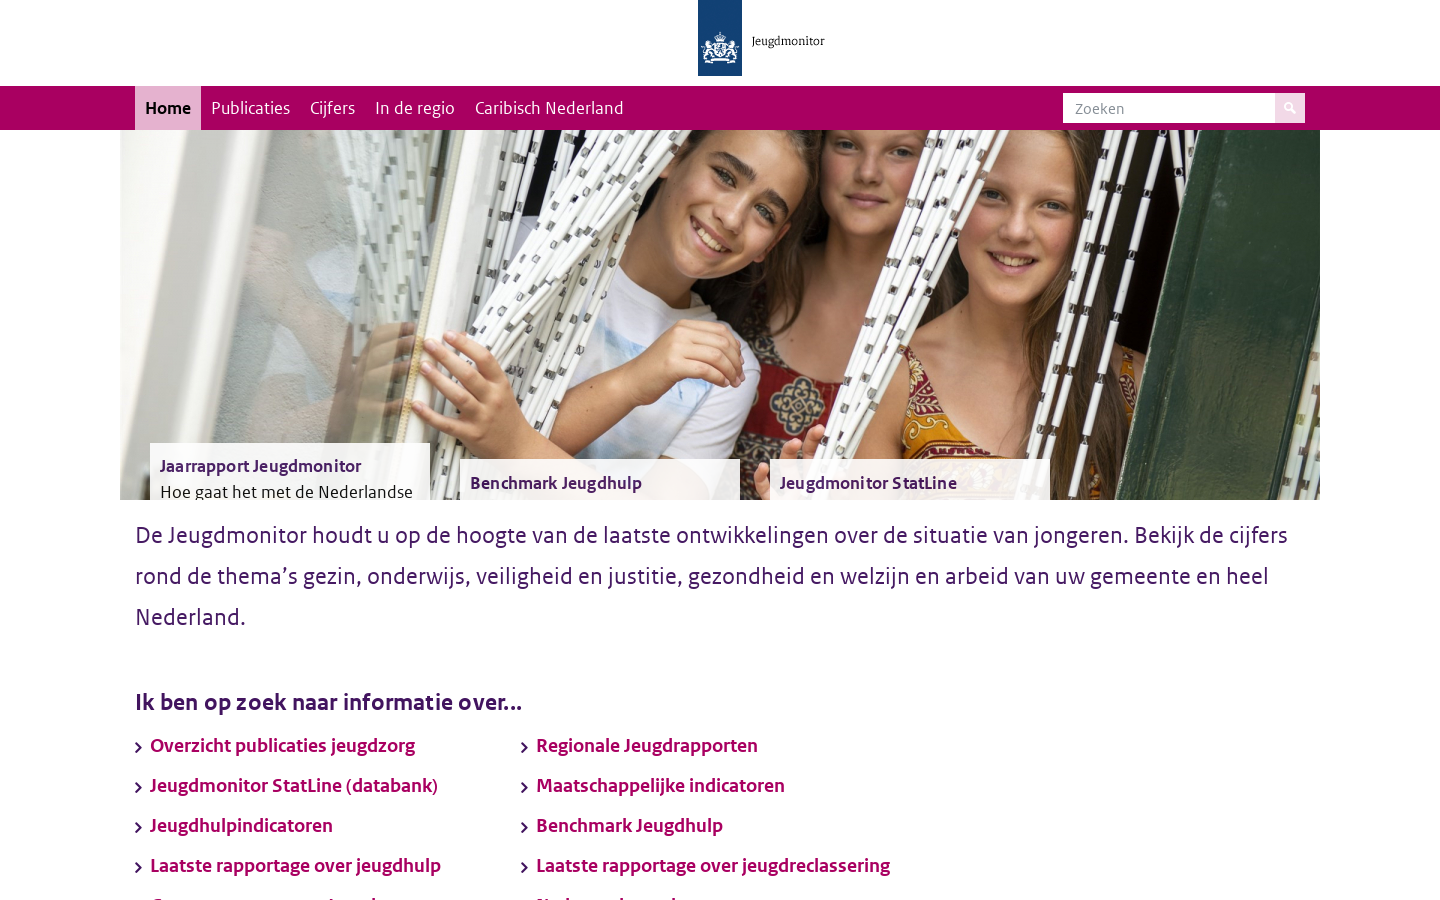 Jeugdmonitor
Home
Publicaties
Cijfers
In de regio
Caribisch Nederland
Zoeken
Jaarrapport Jeugdmonitor
Hoe gaat het met de Nederlandse
Benchmark Jeugdhulp
Jeugdmonitor StatLine
De Jeugdmonitor houdt u op de hoogte van de laatste ontwikkelingen over de situatie van jongeren. Bekijk de cijfers
rond de thema’s gezin, onderwijs, veiligheid en justitie, gezondheid en welzijn en arbeid van uw gemeente en heel
Nederland.
Ik ben op zoek naar informatie over...
Overzicht publicaties jeugdzorg
Regionale Jeugdrapporten
Jeugdmonitor StatLine (databank)
Maatschappelijke indicatoren
Jeugdhulpindicatoren
Benchmark Jeugdhulp
Laatste rapportage over jeugdhulp
Laatste rapportage over jeugdreclassering